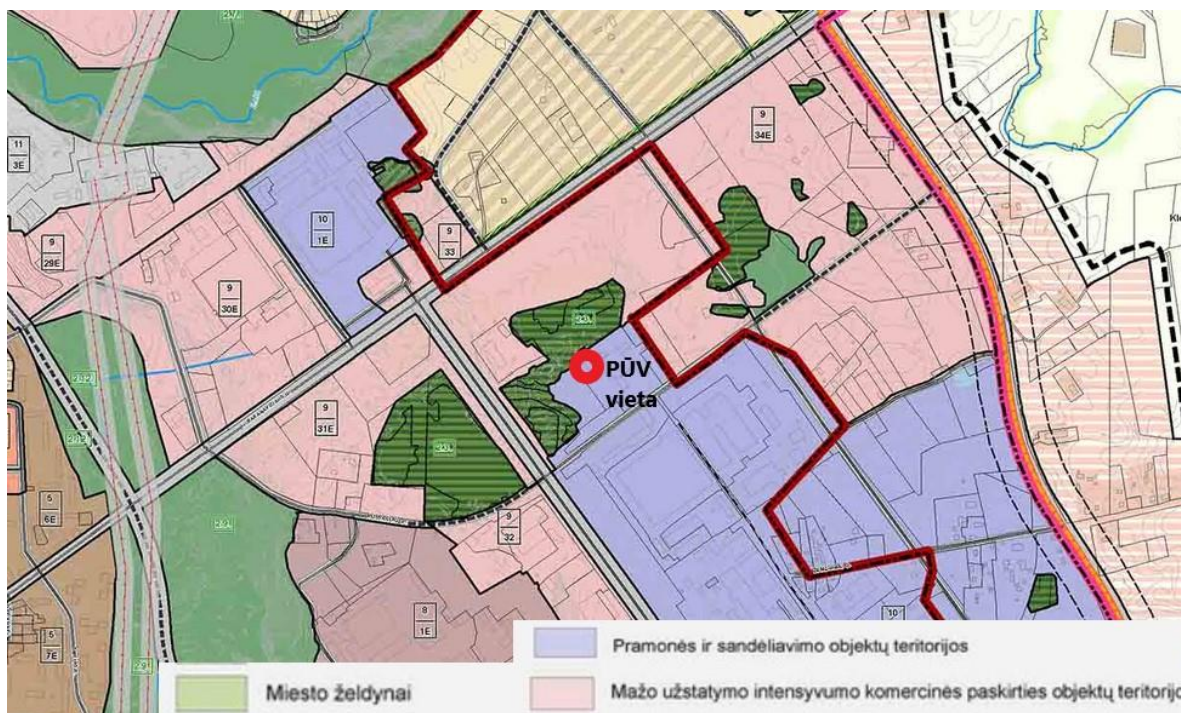 11
3E
9
34E
10
1E
9
33
9
29E
9
30E
PŪV
vieta
9
31E
5
6E
9
32
5
7E
8
1E
10
Pramonės ir sandėliavimo objektų teritorijos
Miesto želdynai
Mažo užstatymo intensyvumo komercinės paskirties objektų teritorijo